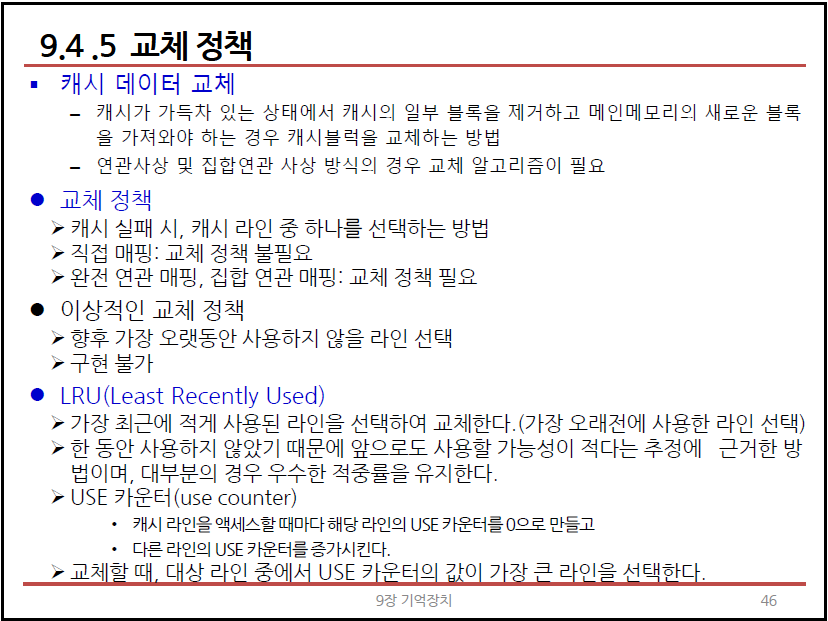 9.4 .5 교체 정책
▪ 캐시 데이터 교체
– 캐시가 가득차 있는 상태에서 캐시의 일부 블록을 제거하고 메인메모리의 새로운 블록
을 가져와야 하는 경우 캐시블럭을 교체하는 방법
– 연관사상 및 집합연관 사상 방식의 경우 교체 알고리즘이 필요
● 교체 정책
➢ 캐시 실패 시, 캐시 라인 중 하나를 선택하는 방법
➢ 직접 매핑: 교체 정책 불필요
➢ 완전 연관 매핑, 집합 연관 매핑: 교체 정책 필요
● 이상적인 교체 정책
➢ 향후 가장 오랫동안 사용하지 않을 라인 선택
➢ 구현 불가
● LRU(Least Recently Used)
➢ 가장 최근에 적게 사용된 라인을 선택하여 교체한다.(가장 오래전에 사용한 라인 선택)
➢ 한 동안 사용하지 않았기 때문에 앞으로도 사용할 가능성이 적다는 추정에 근거한 방
법이며, 대부분의 경우 우수한 적중률을 유지한다.
➢ USE 카운터(use counter)
• 캐시 라인을 액세스할 때마다 해당 라인의 USE 카운터를 0으로 만들고
• 다른 라인의 USE 카운터를 증가시킨다.
➢ 교체할 때, 대상 라인 중에서 USE 카운터의 값이 가장 큰 라인을 선택한다.
9장 기억장치
46